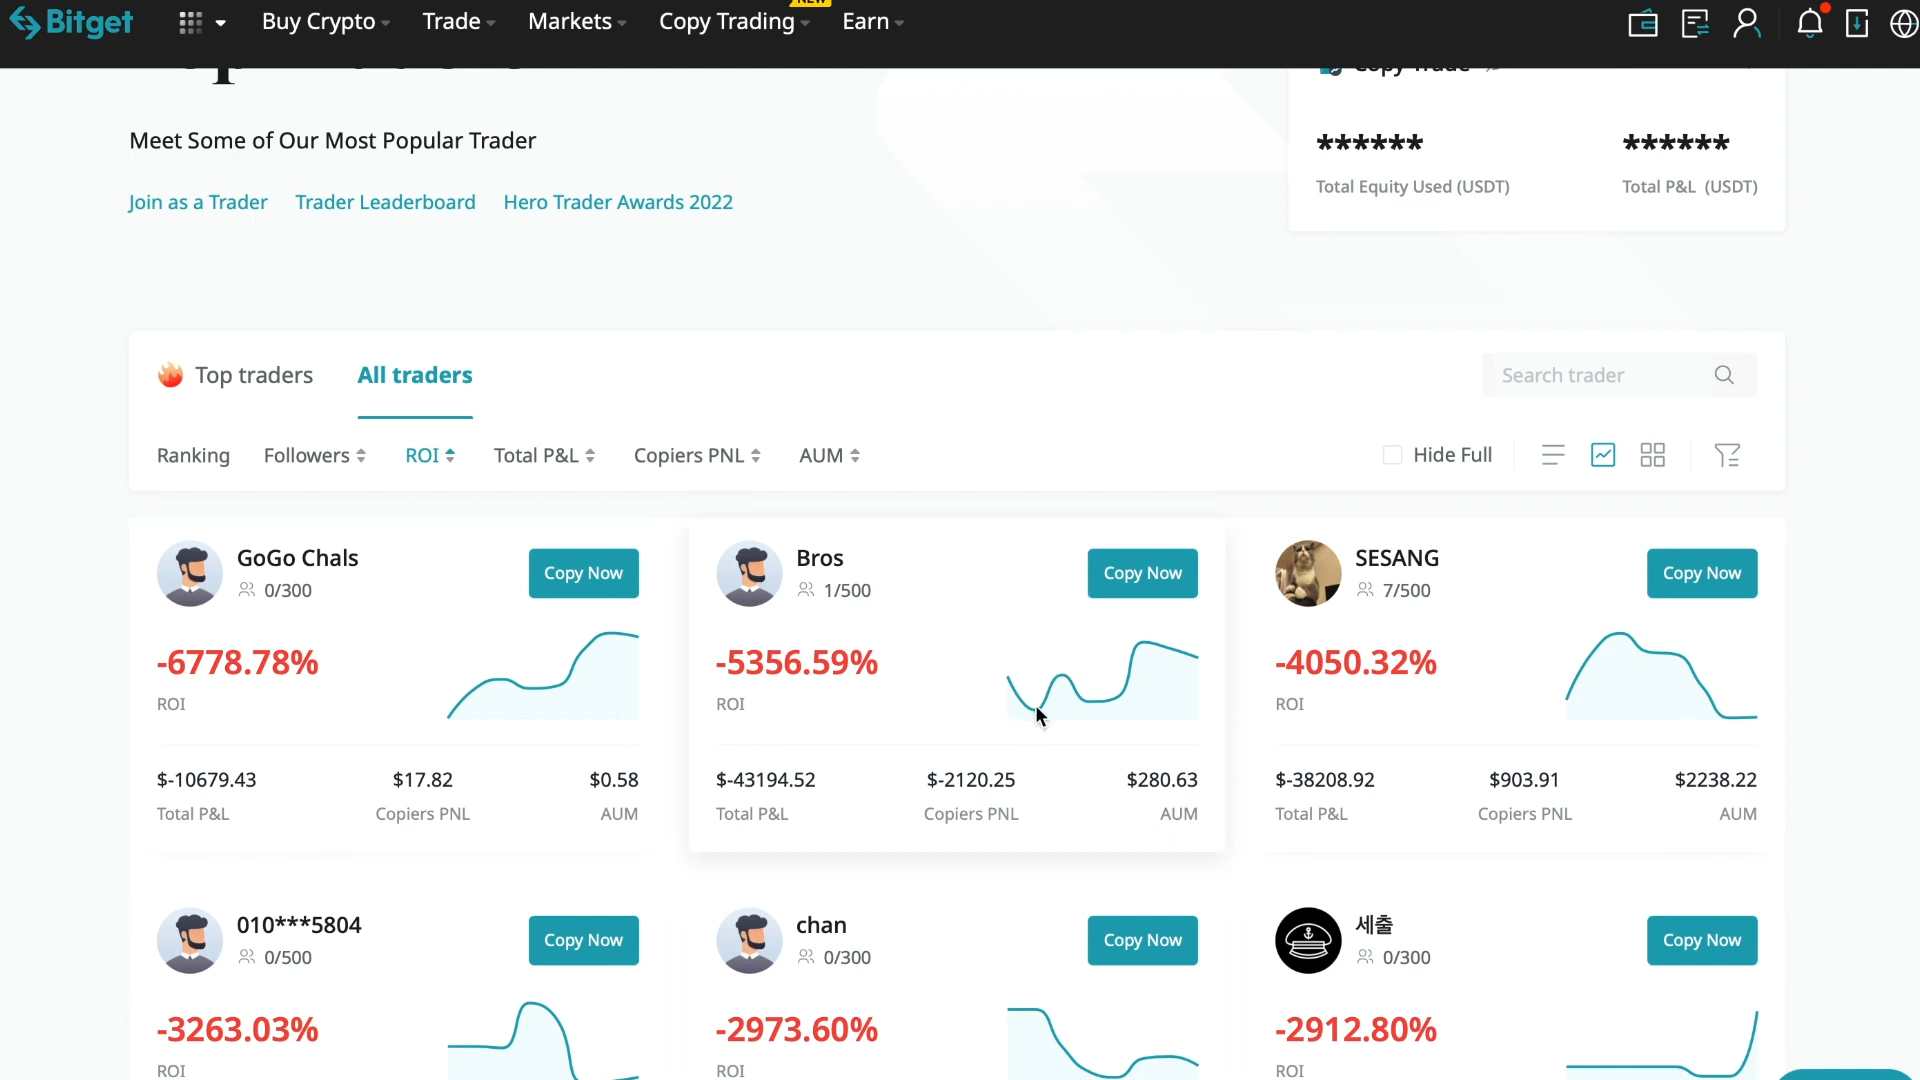 Bitget
Buy Crypto
Trade
Markets
Copy Trading
NEW
Earn
Copy Trade
Meet Some of Our Most Popular Trader
Join as a Trader
Trader Leaderboard
Hero Trader Awards 2022
******
******
Total Equity Used (USDT)
Total P&L (USDT)
Top traders
All traders
Search trader
Ranking
Followers
ROI
Total P&L
Copiers PNL
AUM
Hide Full
GoGo Chals
0/300
Copy Now
-6778.78%
ROI
$-10679.43
$17.82
$0.58
Total P&L
Copiers PNL
AUM
Bros
1/500
Copy Now
-5356.59%
ROI
$-43194.52
$-2120.25
$280.63
Total P&L
Copiers PNL
AUM
SESANG
7/500
Copy Now
-4050.32%
ROI
$-38208.92
$903.91
$2238.22
Total P&L
Copiers PNL
AUM
010***5804
0/500
Copy Now
-3263.03%
ROI
chan
0/300
Copy Now
-2973.60%
ROI
세출
0/300
Copy Now
-2912.80%
ROI